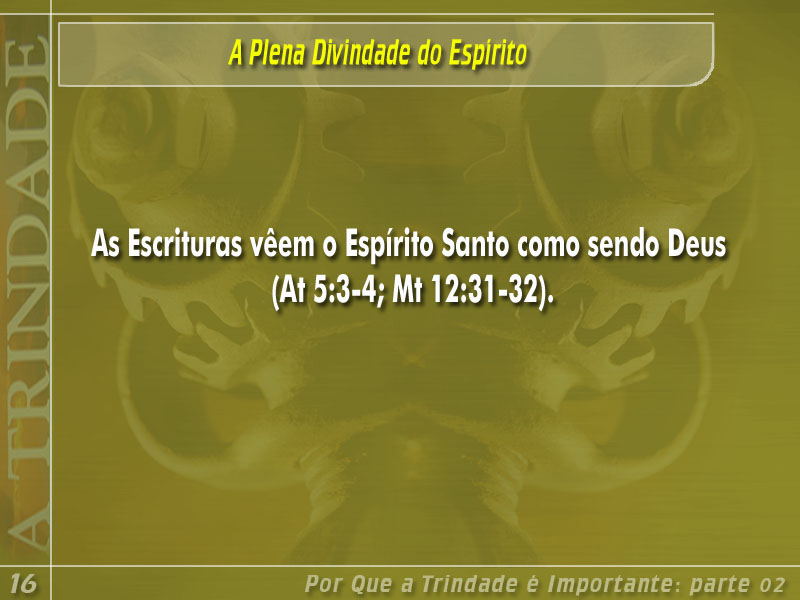 A Plena Divindade do Espírito
As Escrituras vêem o Espírito Santo como sendo Deus
(At 5:3-4; Mt 12:31-32).
A TRINDADE
16
Por Que a Trindade é Importante: parte 02